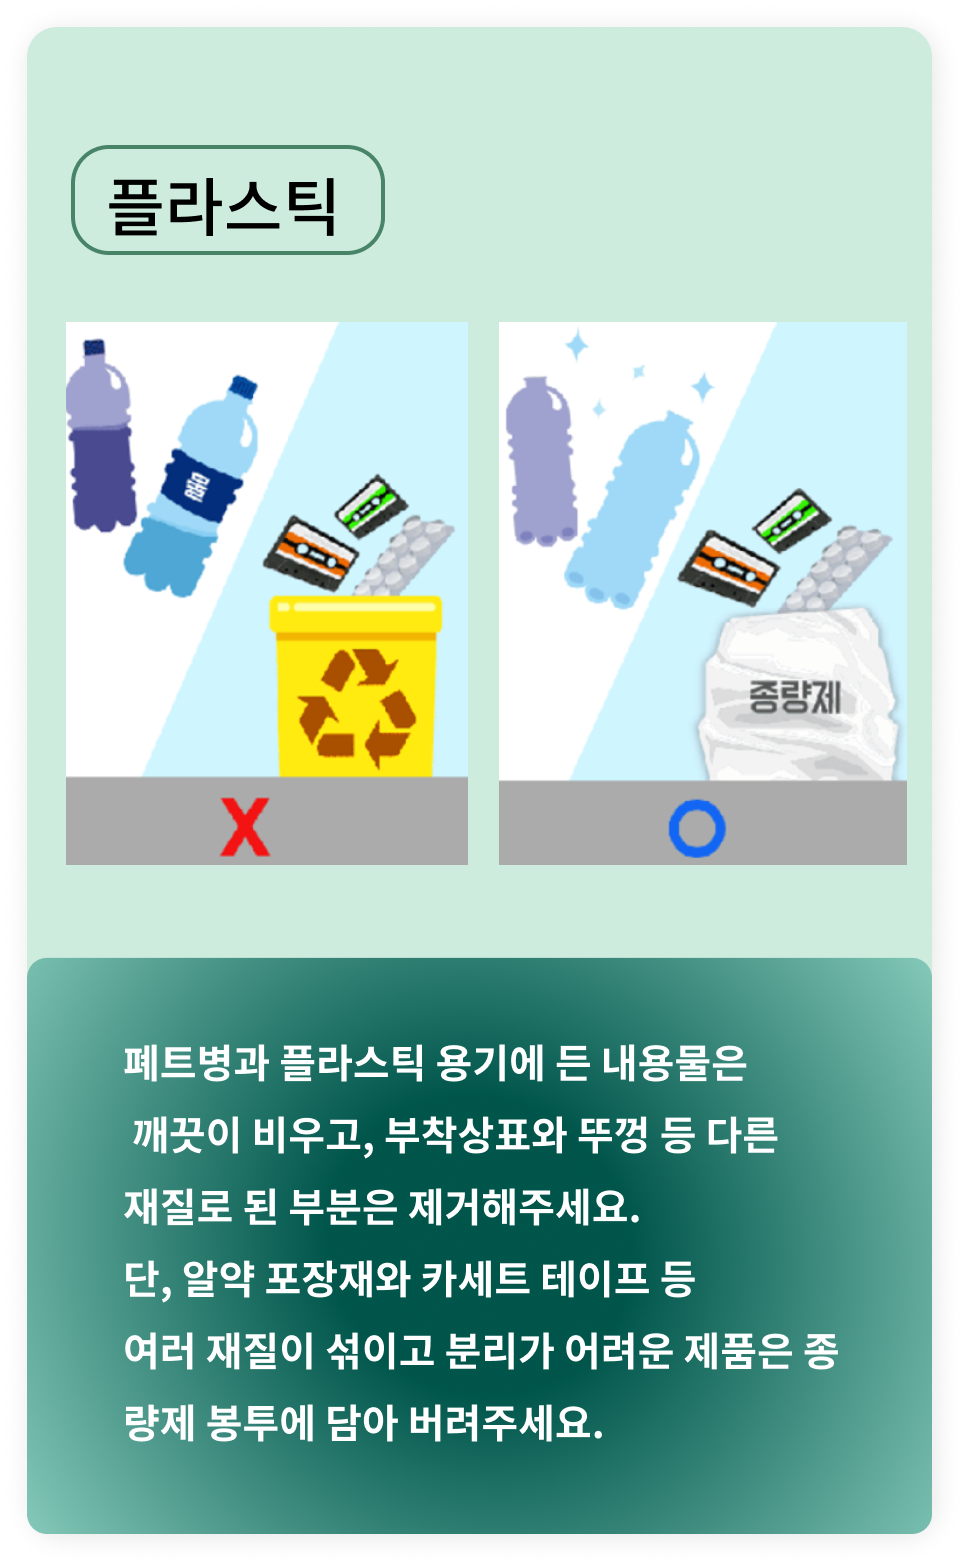 플라스틱
물
종량제
X
O
폐트병과 플라스틱 용기에 든 내용물은
깨끗이 비우고, 부착상표와 뚜껑 등 다른
재질로 된 부분은 제거해주세요.
단, 알약 포장재와 카세트 테이프 등
여러 재질이 섞이고 분리가 어려운 제품은 종
량제 봉투에 담아 버려주세요.